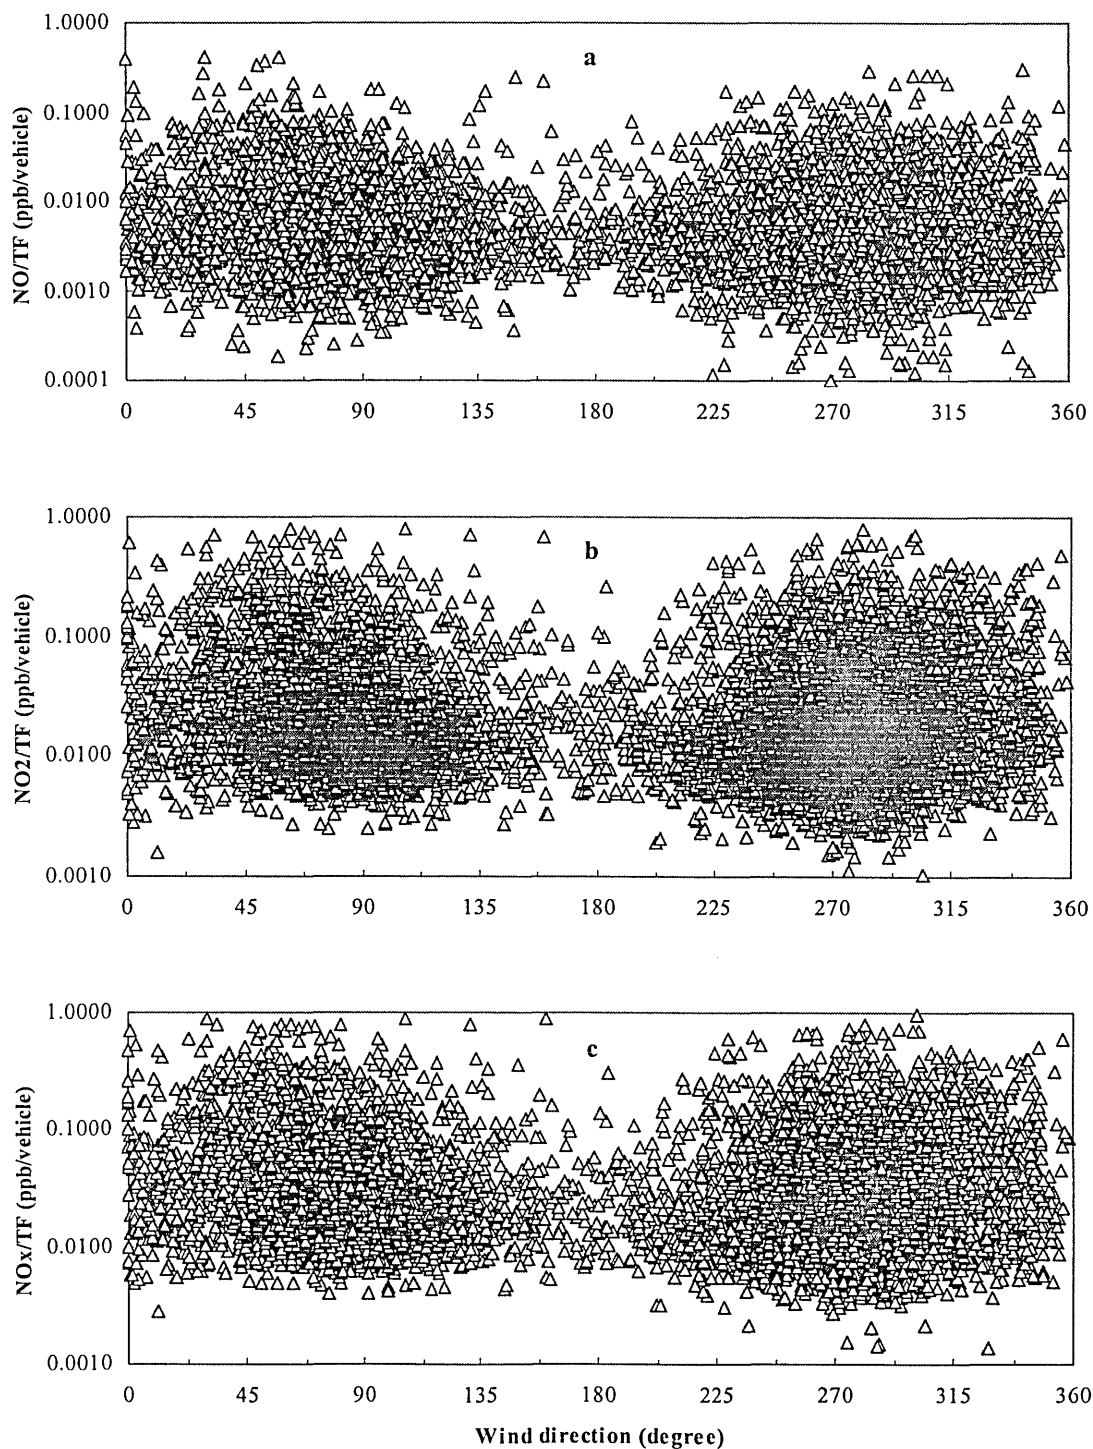 1.0000
a
0.1000
NO/TF (ppb/vehicle)
0.0100
0.0010
0.0001
0 45 90 135 180 225 270 315 360
1.0000
b
0.1000
NO2/TF (ppb/vehicle)
0.0100
0.0010
0 45 90 135 180 225 270 315 360
1.0000
c
0.1000
NOx/TF (ppb/vehicle)
0.0100
0.0010
0 45 90 135 180 225 270 315 360
Wind direction (degree)